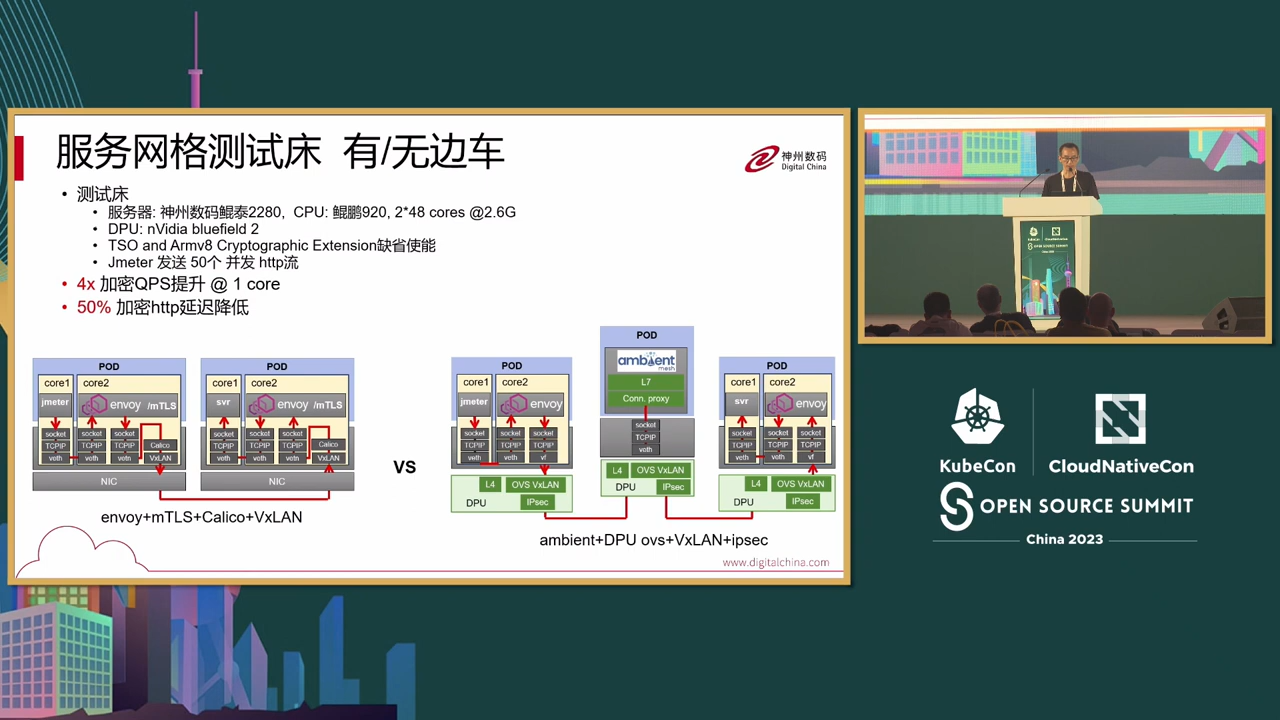 服务网格测试床 有/无边车
神州数码
Digital China
• 测试床
• 服务器: 神州数码鲲泰2280, CPU: 鲲鹏920, 2*48 cores @2.6G
• DPU: nVidia bluefield 2
• TSO and Armv8 Cryptographic Extension缺省使能
• Jmeter 发送 50个 并发 http流
• 4x 加密QPS提升 @ 1 core
• 50% 加密http延迟降低
POD
core1 core2
jmeter envoy /mTLS
socket socket socket Calico
TCPIP TCPIP TCPIP
veth veth vetn VxLAN
NIC
POD
core1 core2
svr envoy /mTLS
socket socket socket Calico
TCPIP TCPIP TCPIP
veth veth vetn VxLAN
NIC
envoy+mTLS+Calico+VxLAN
VS
POD
core1 core2
jmeter envoy
socket socket socket
TCPIP TCPIP TCPIP
veth veth vf
L4 OVS VxLAN
DPU IPsec
POD
ambient
mesh
L7
Conn. proxy
socket
TCPIP
voth
L4 OVS VxLAN
DPU IPsec
POD
core1 core2
svr envoy
socket socket socket
TCPIP TCPIP TCPIP
veth veth vf
L4 OVS VxLAN
DPU IPsec
ambient+DPU ovs+VxLAN+ipsec
www.digitalchina.com
KubeCon CloudNativeCon
OPEN SOURCE SUMMIT
China 2023